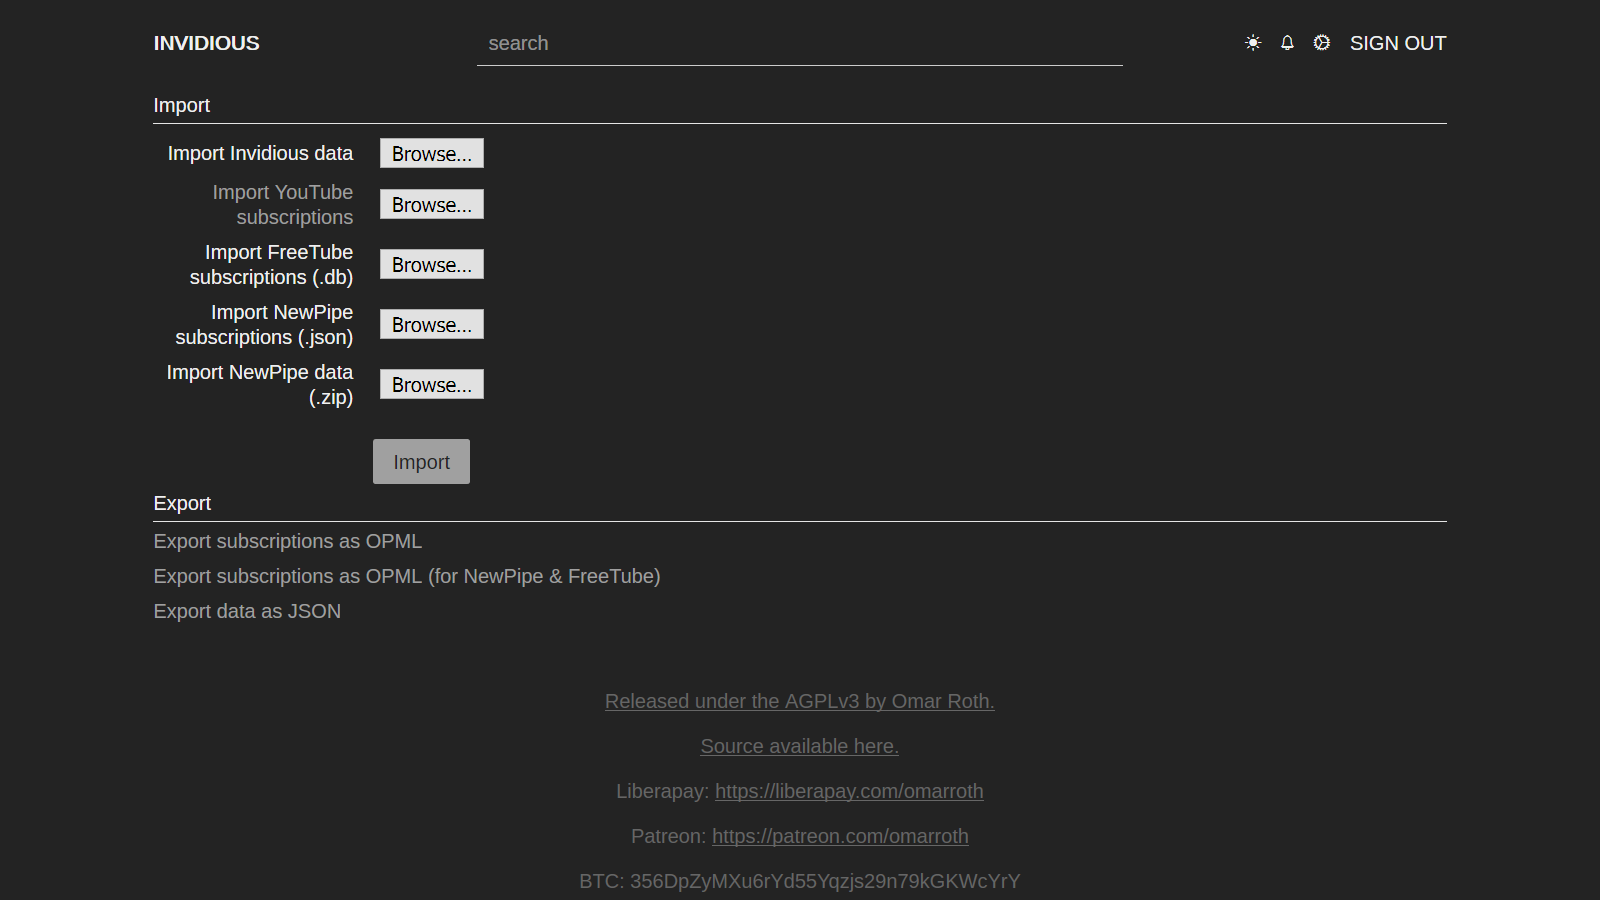 INVIDIOUS
search
SIGN OUT
Import
Import Invidious data
Browse...
Import YouTube
subscriptions
Browse...
Import FreeTube
subscriptions (.db)
Browse...
Import NewPipe
subscriptions (.json)
Browse...
Import NewPipe data
(.zip)
Browse...
Import
Export
Export subscriptions as OPML
Export subscriptions as OPML (for NewPipe & FreeTube)
Export data as JSON
Released under the AGPLv3 by Omar Roth.
Source available here.
Liberapay: https://liberapay.com/omarroth
Patreon: https://patreon.com/omarroth
BTC: 356DpZyMXu6rYd55Yqzjs29n79kGKWcYrY